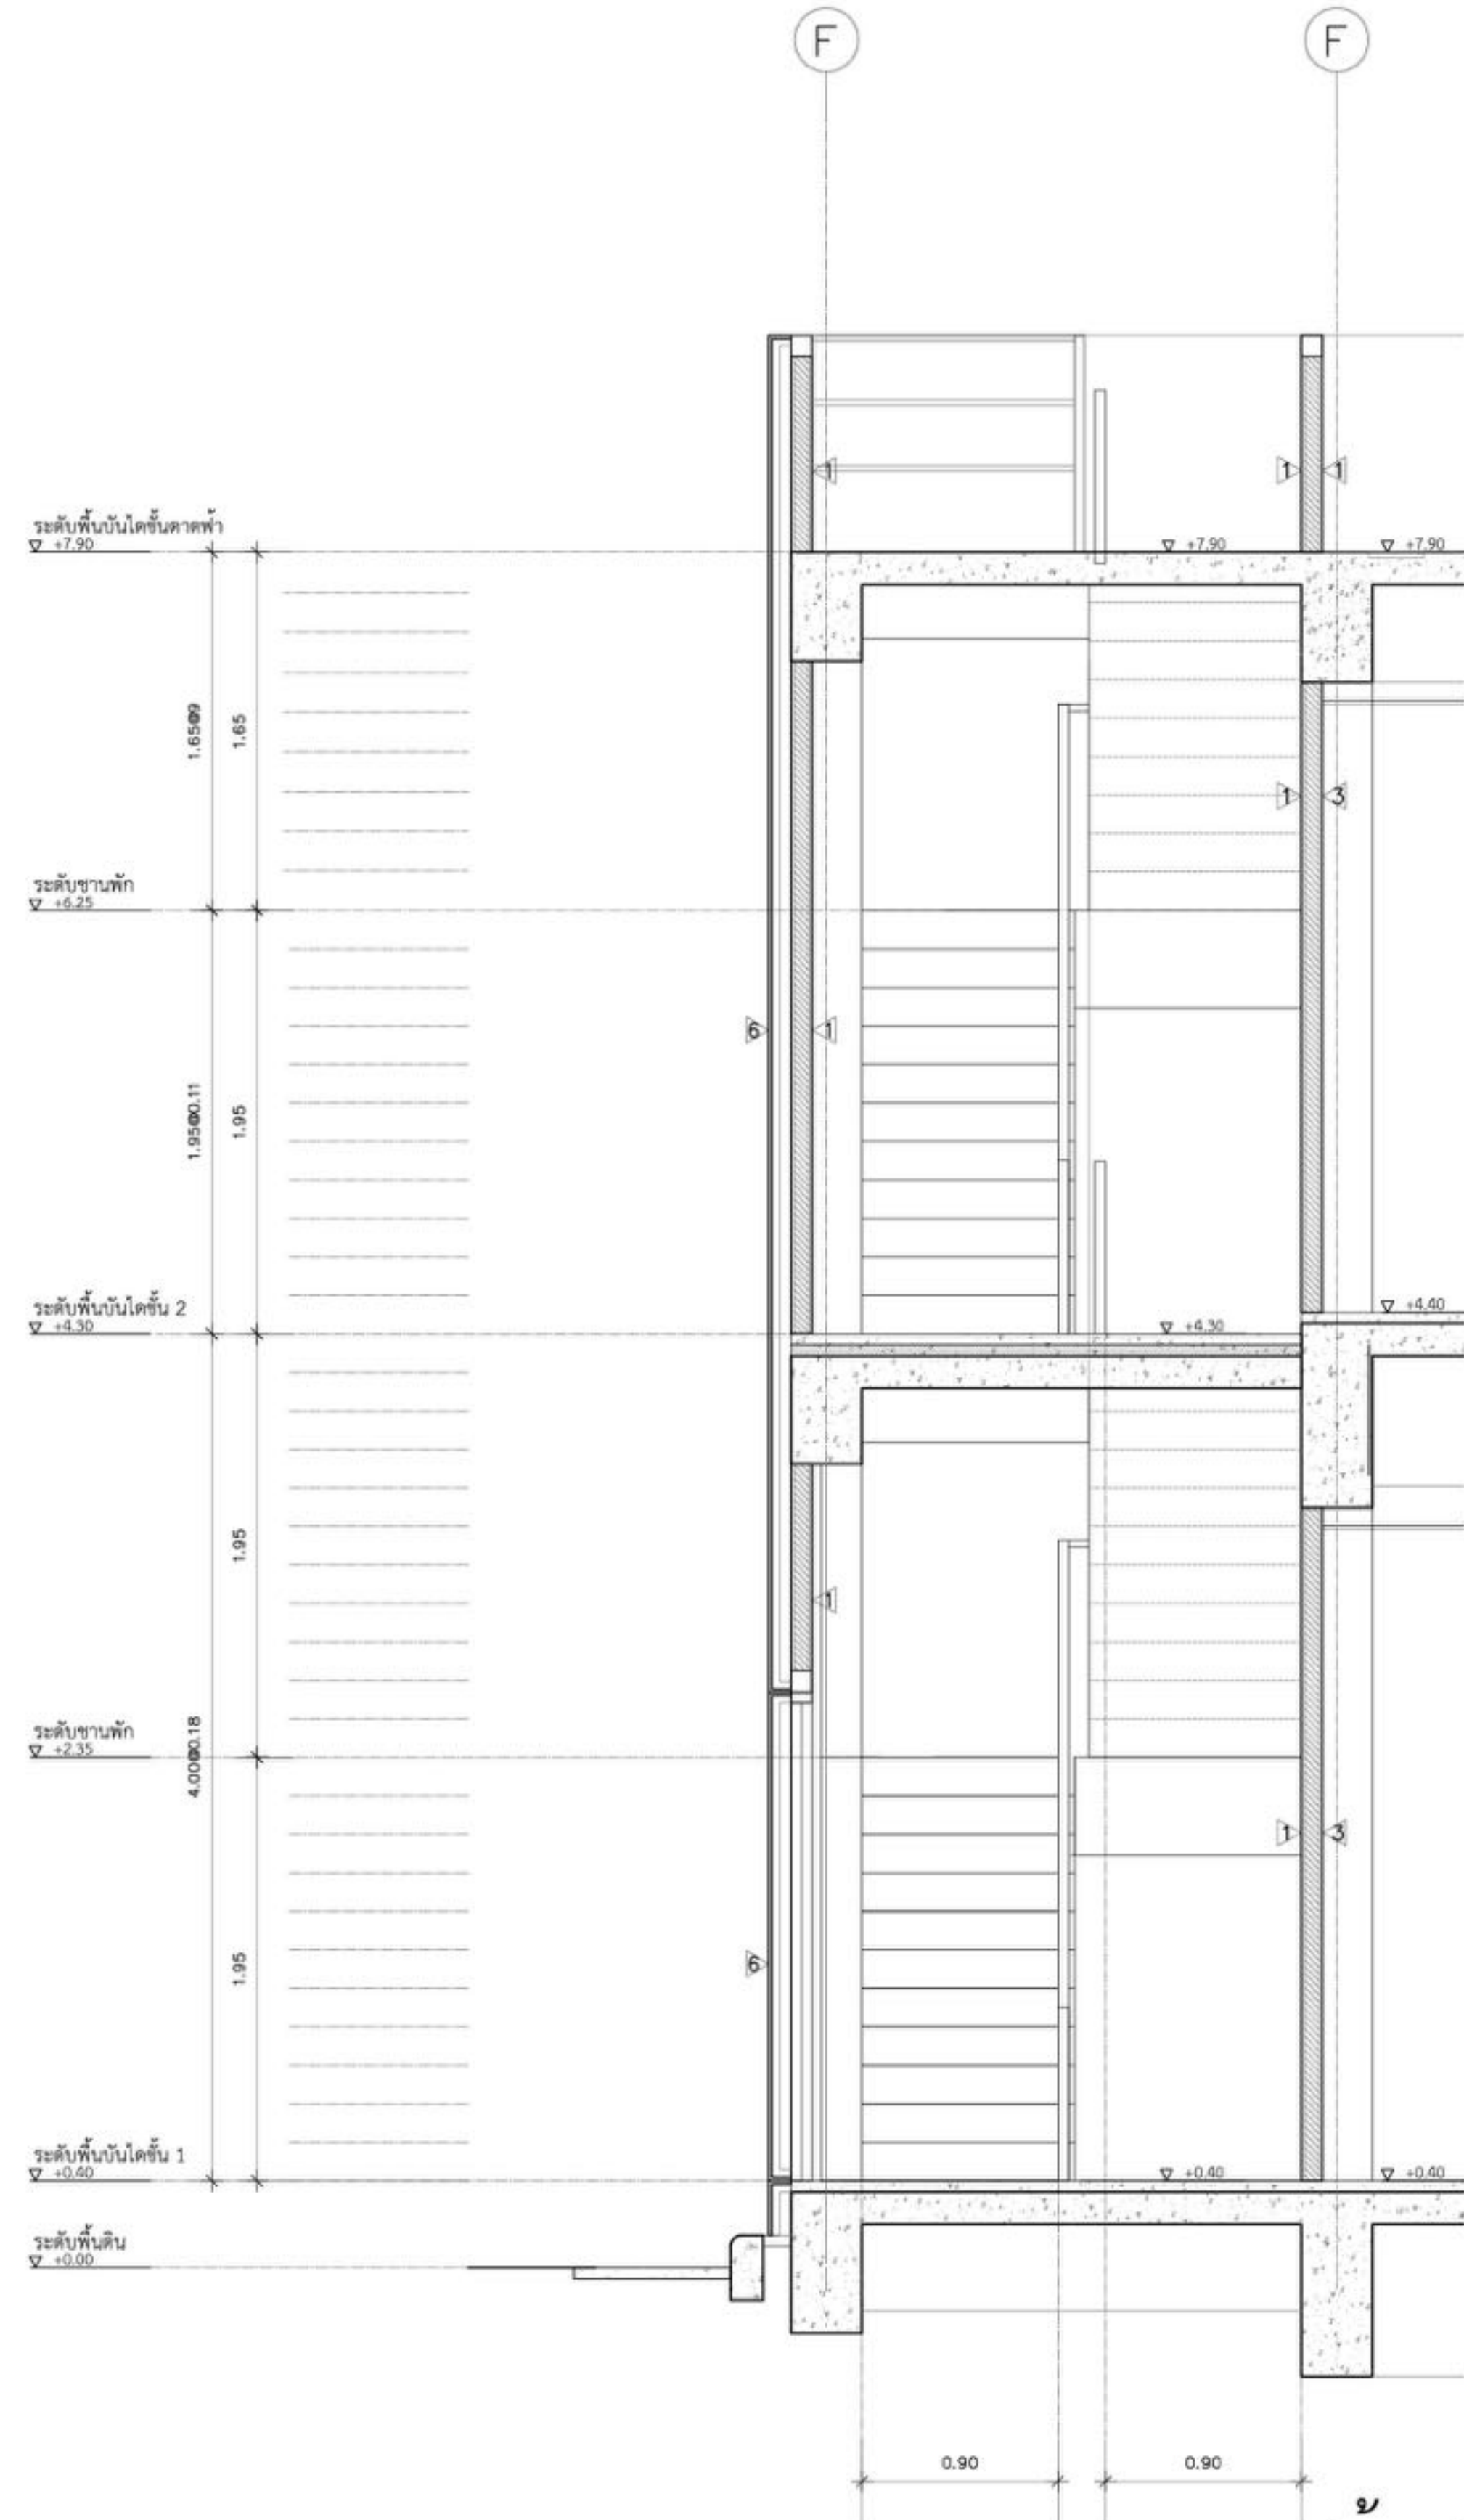 F F
1 1 1
ระดับพื้นบันไดชั้นดาดฟ้า
+7.90 +7.90 +7.90
1.65
1 3
ระดับชานพัก
+6.25
6 1
1.95
ระดับพื้นบันไดชั้น 2
+4.30 +4.30 +4.40
1.95
1
ระดับชานพัก
+2.35
1 3
6
1.95
ระดับพื้นบันไดชั้น 1
+0.40 +0.40 +0.40
ระดับพื้นดิน
+0.00
0.90 0.90